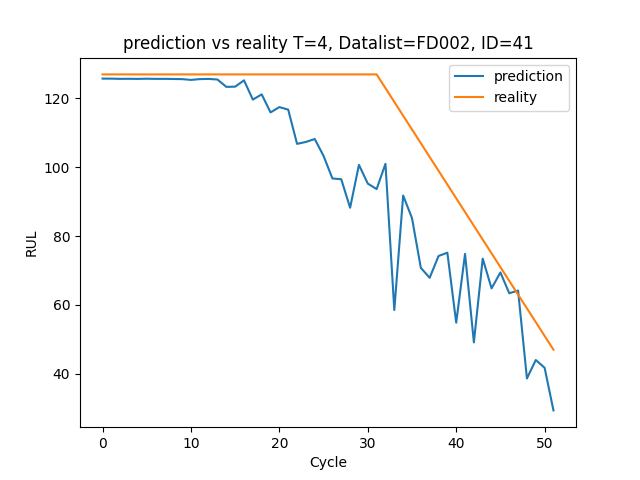 prediction vs reality T=4, Datalist=FD002, ID=41
prediction
reality
120
100
80
60
40
RUL
0 10 20 30 40 50
Cycle